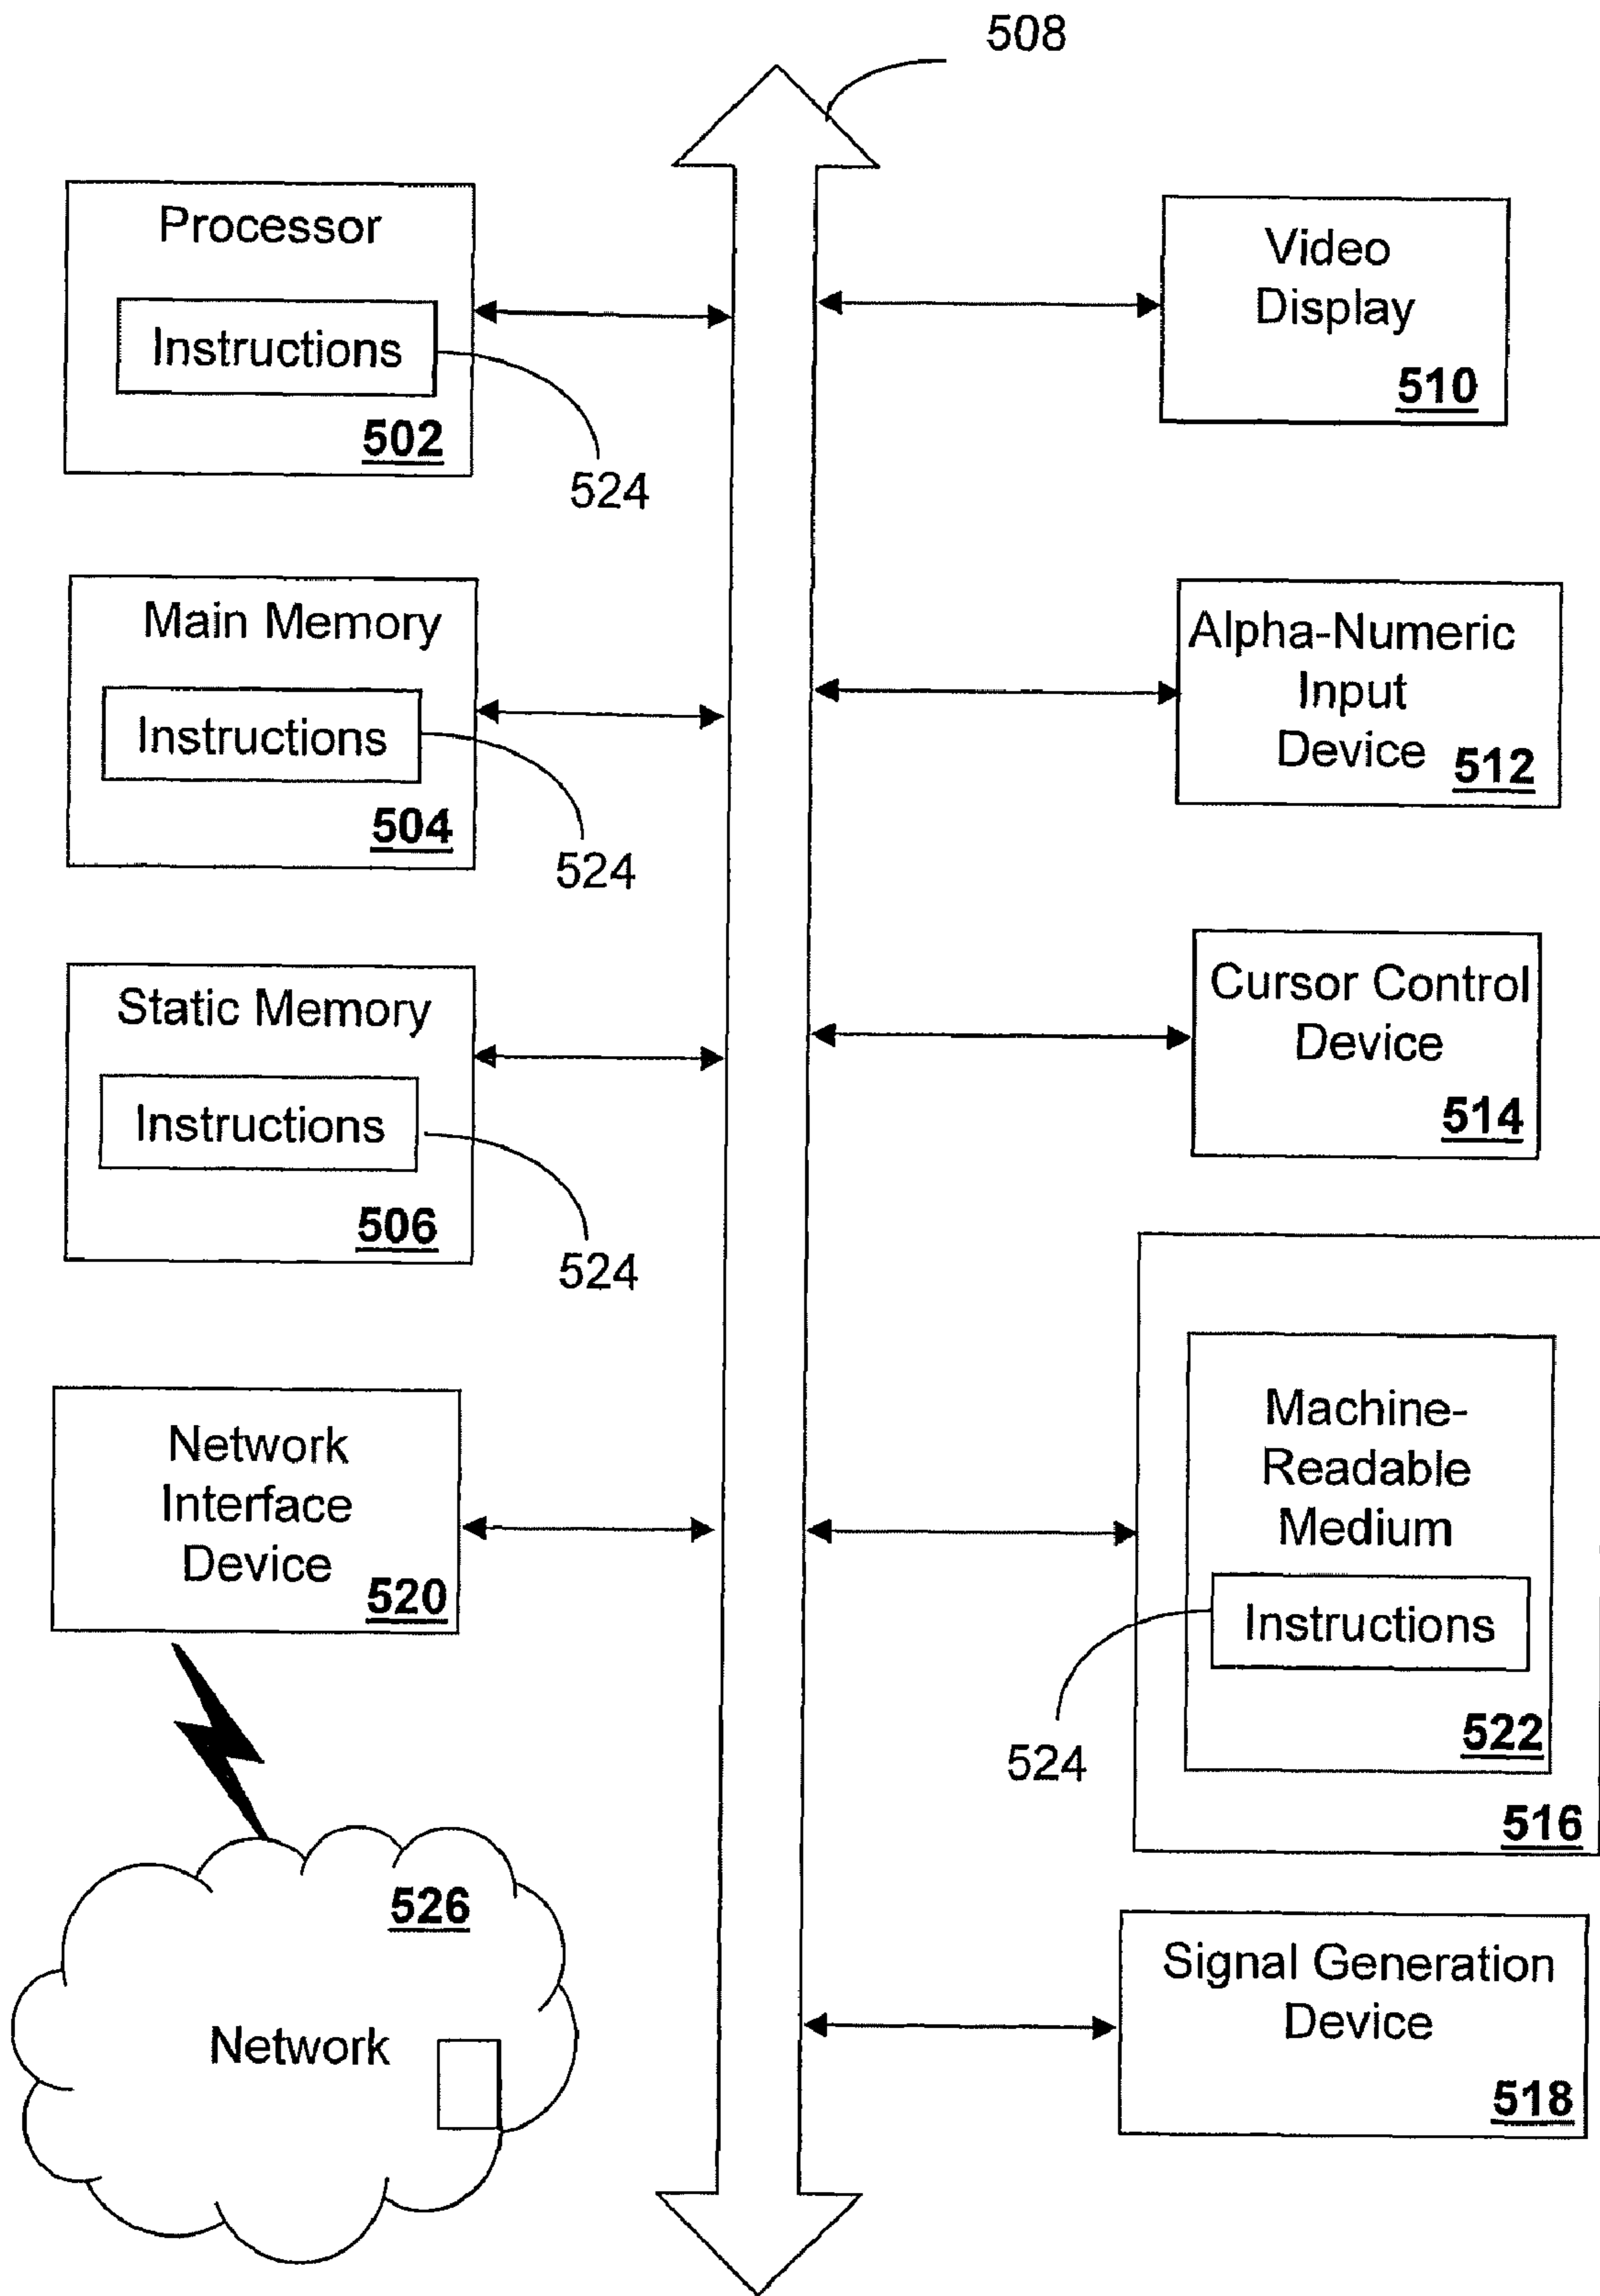 508
Processor
Instructions
502
524
Main Memory
Instructions
504
524
Static Memory
Instructions
506
524
Network
Interface
Device
520
526
Network
Video
Display
510
Alpha-Numeric
Input
Device
512
Cursor Control
Device
514
Machine-
Readable
Medium
Instructions
524
522
516
Signal Generation
Device
518